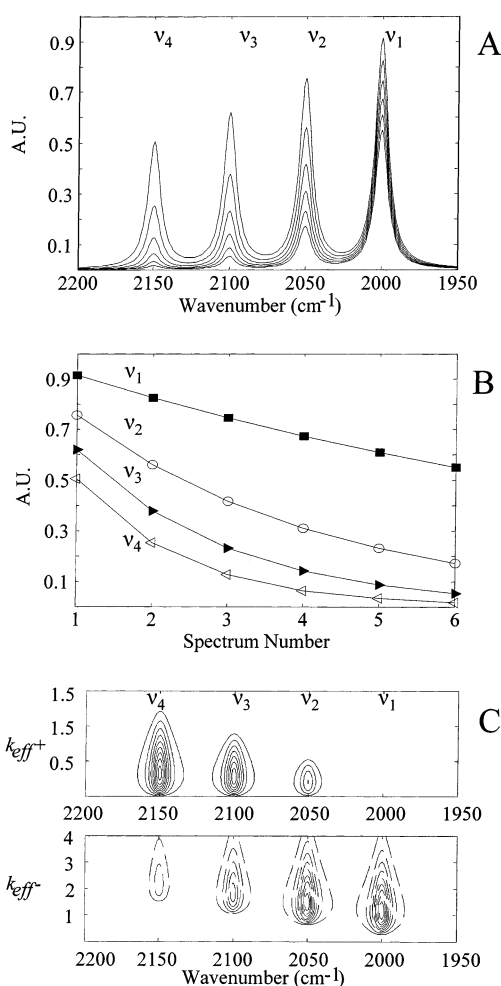 ν4 ν3 ν2 ν1 A
0.9
0.7
0.5
0.3
0.1
A.U.
2200 2150 2100 2050 2000 1950
Wavenumber (cm-1)
B
0.9
0.7
0.5
0.3
0.1
A.U.
ν1
ν2
ν3
ν4
1 2 3 4 5 6
Spectrum Number
ν4 ν3 ν2 ν1 C
1.5
1.5
0.5
keff+
2200 2150 2100 2050 2000 1950
4
3
2
1
keff-
2200 2150 2100 2050 2000 1950
Wavenumber (cm-1)